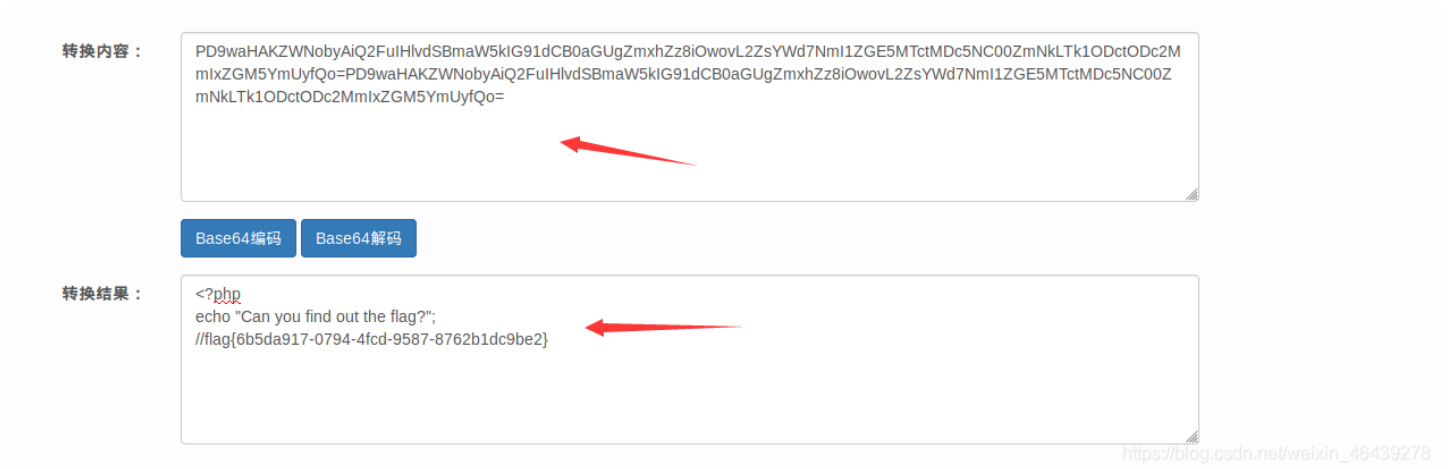 转换内容：
PD9waHAKZWNobyAiQ2FuIHlvdSBmaW5kIG91dCB0aGUgZmxhZz8iOwovL2ZsYWd7NmI1ZGE5MTctMDc5NC00ZmNkLTk1ODctODc2M
mIxZGM5YmUyfQo=PD9waHAKZWNobyAiQ2FuIHlvdSBmaW5kIG91dCB0aGUgZmxhZz8iOwovL2ZsYWd7NmI1ZGE5MTctMDc5NC00Z
mNkLTk1ODctODc2MmIxZGM5YmUyfQo=
Base64编码 Base64解码
转换结果：
<?php
echo "Can you find out the flag?";
//flag{6b5da917-0794-4fcd-9587-8762b1dc9be2}
https://blog.csdn.net/weixin_46439278